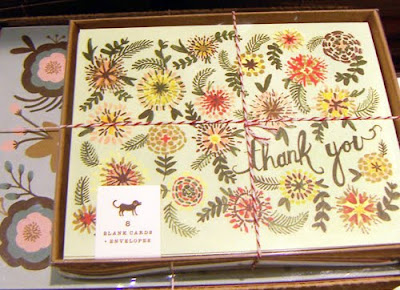 thank you
8
BLANK CARDS
+ ENVELOPES